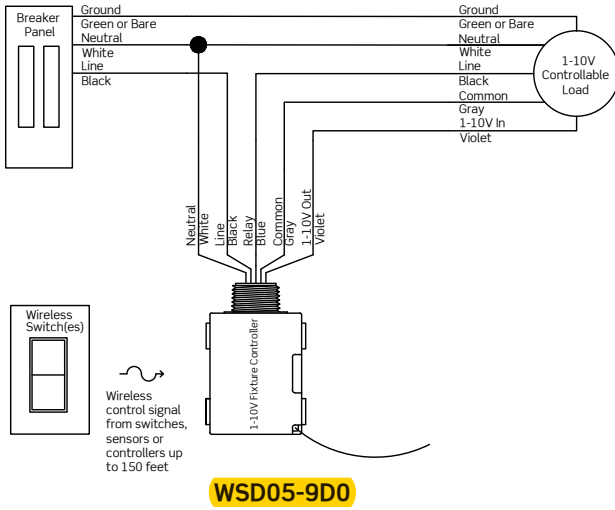 Breaker
Panel
Ground
Green or Bare
Neutral
White
Line
Black
Ground
Green or Bare
Neutral
White
Line
Black
Common
Gray
1-10V In
Violet
1-10V
Controllable
Load
Neutral
White
Line
Black
Relay
Blue
Common
Gray
1-10V Out
Violet
1-10V Fixture Controller
Wireless
Switch(es)
Wireless
control signal
from switches,
sensors or
controllers up
to 150 feet
WSD05-9D0